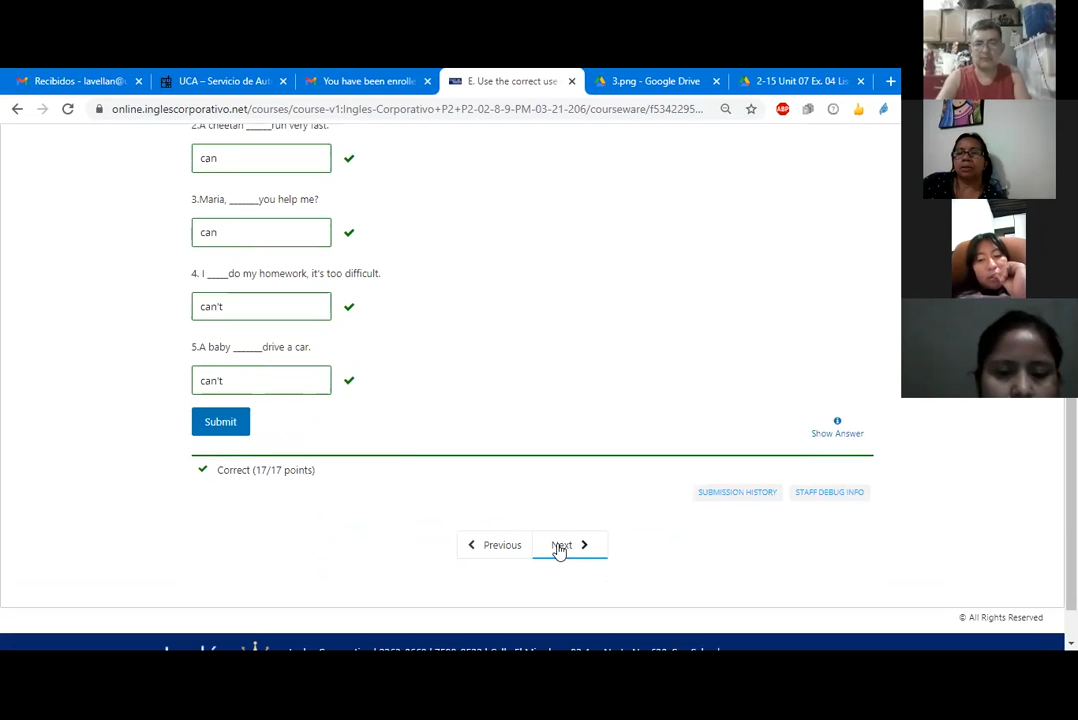 Recibidos - lavellan@
UCA – Servicio de Aut
You have been enrolle
E. Use the correct use
3.png - Google Drive
2-15 Unit 07 Ex. 04 Lis
online.inglescorporativo.net/courses/course-v1:Ingles-Corporativo+P2+P2-02-8-9-PM-03-21-206/courseware/f5342295...
2.A cheetah ______run very fast.
can
3.Maria, ______you help me?
can
4. I ____do my homework, it's too difficult.
can't
5.A baby ______drive a car.
can't
Submit
Show Answer
Correct (17/17 points)
SUBMISSION HISTORY
STAFF DEBUG INFO
Previous
Next
© All Rights Reserved